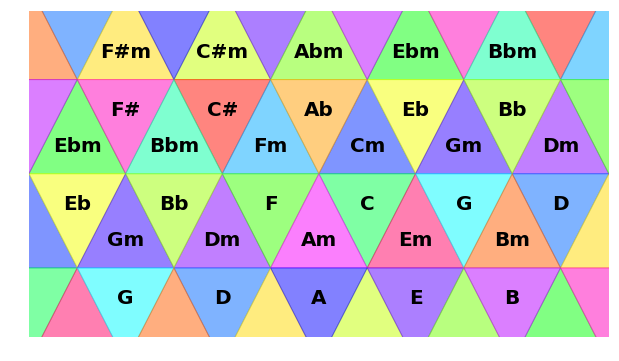 F#m C#m Abm Ebm Bbm
F# C# Ab Eb Bb
Ebm Bbm Fm Cm Gm Dm
Eb Bb F C G D
Gm Dm Am Em Bm
G D A E B